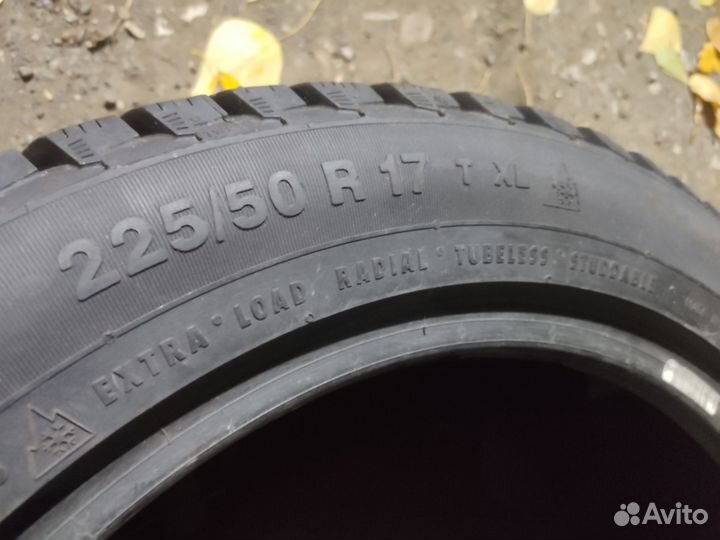 225/50 R 17 T XL
EXTRA LOAD RADIAL TUBELESS STUDDABLE
Avito